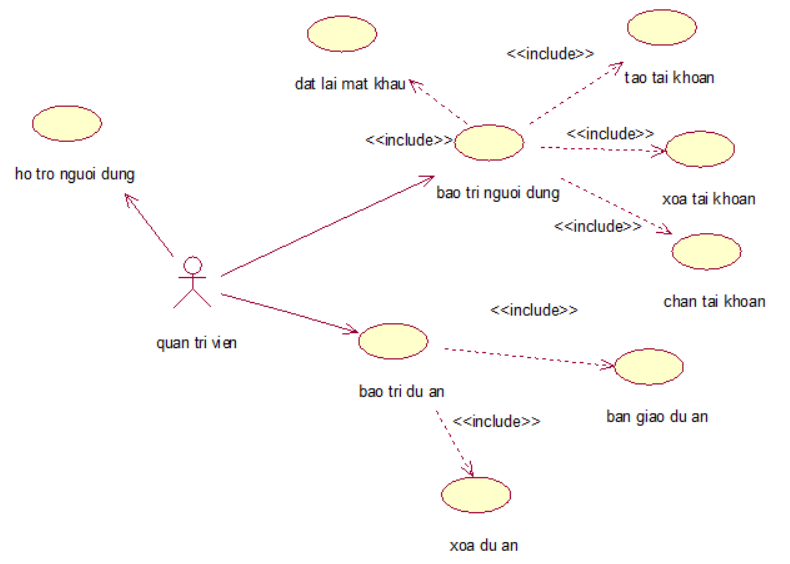 <<include>>
dat lai mat khau
tao tai khoan
<<include>>
<<include>>
ho tro nguoi dung
bao tri nguoi dung
xoa tai khoan
<<include>>
chan tai khoan
<<include>>
quan tri vien
bao tri du an
ban giao du an
<<include>>
xoa du an